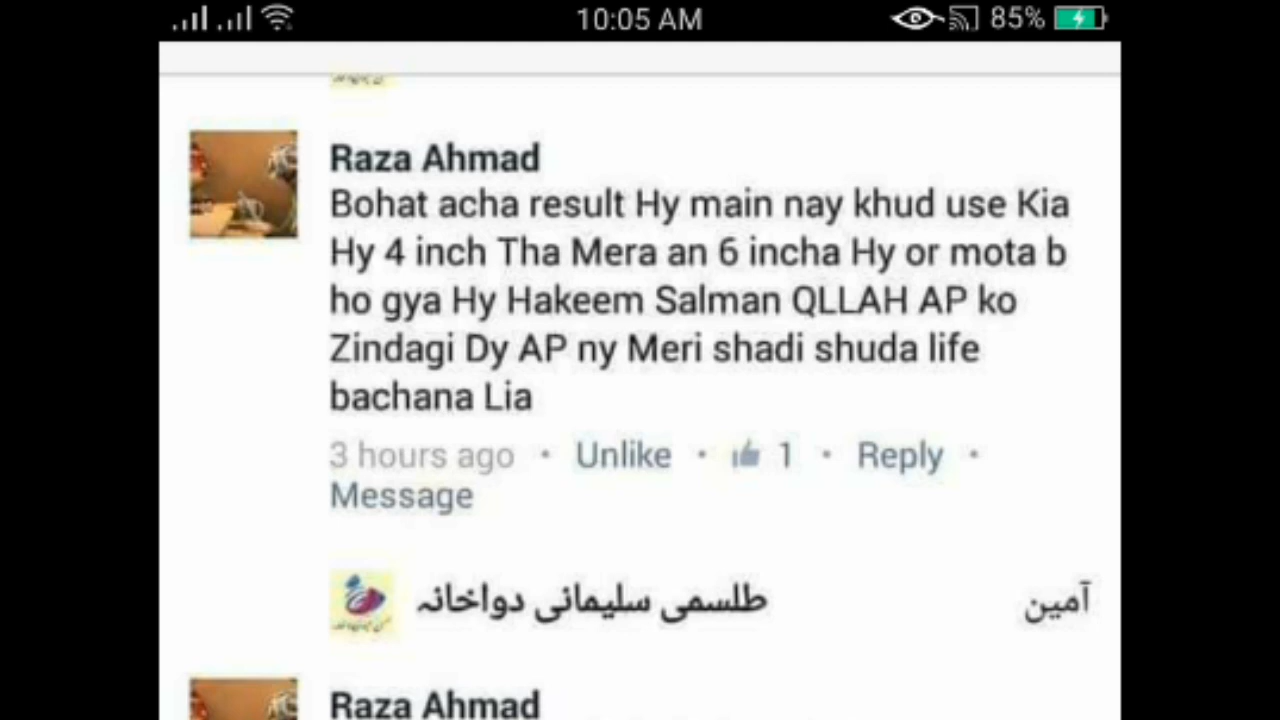 10:05 AM
85%
Raza Ahmad
Bohat acha result Hy main nay khud use Kia
Hy 4 inch Tha Mera an 6 incha Hy or mota b
ho gya Hy Hakeem Salman QLLAH AP ko
Zindagi Dy AP ny Meri shadi shuda life
bachana Lia
3 hours ago • Unlike • 1 • Reply •
Message
طلسمی سلیمانی دواخانہ
آمین
Raza Ahmad